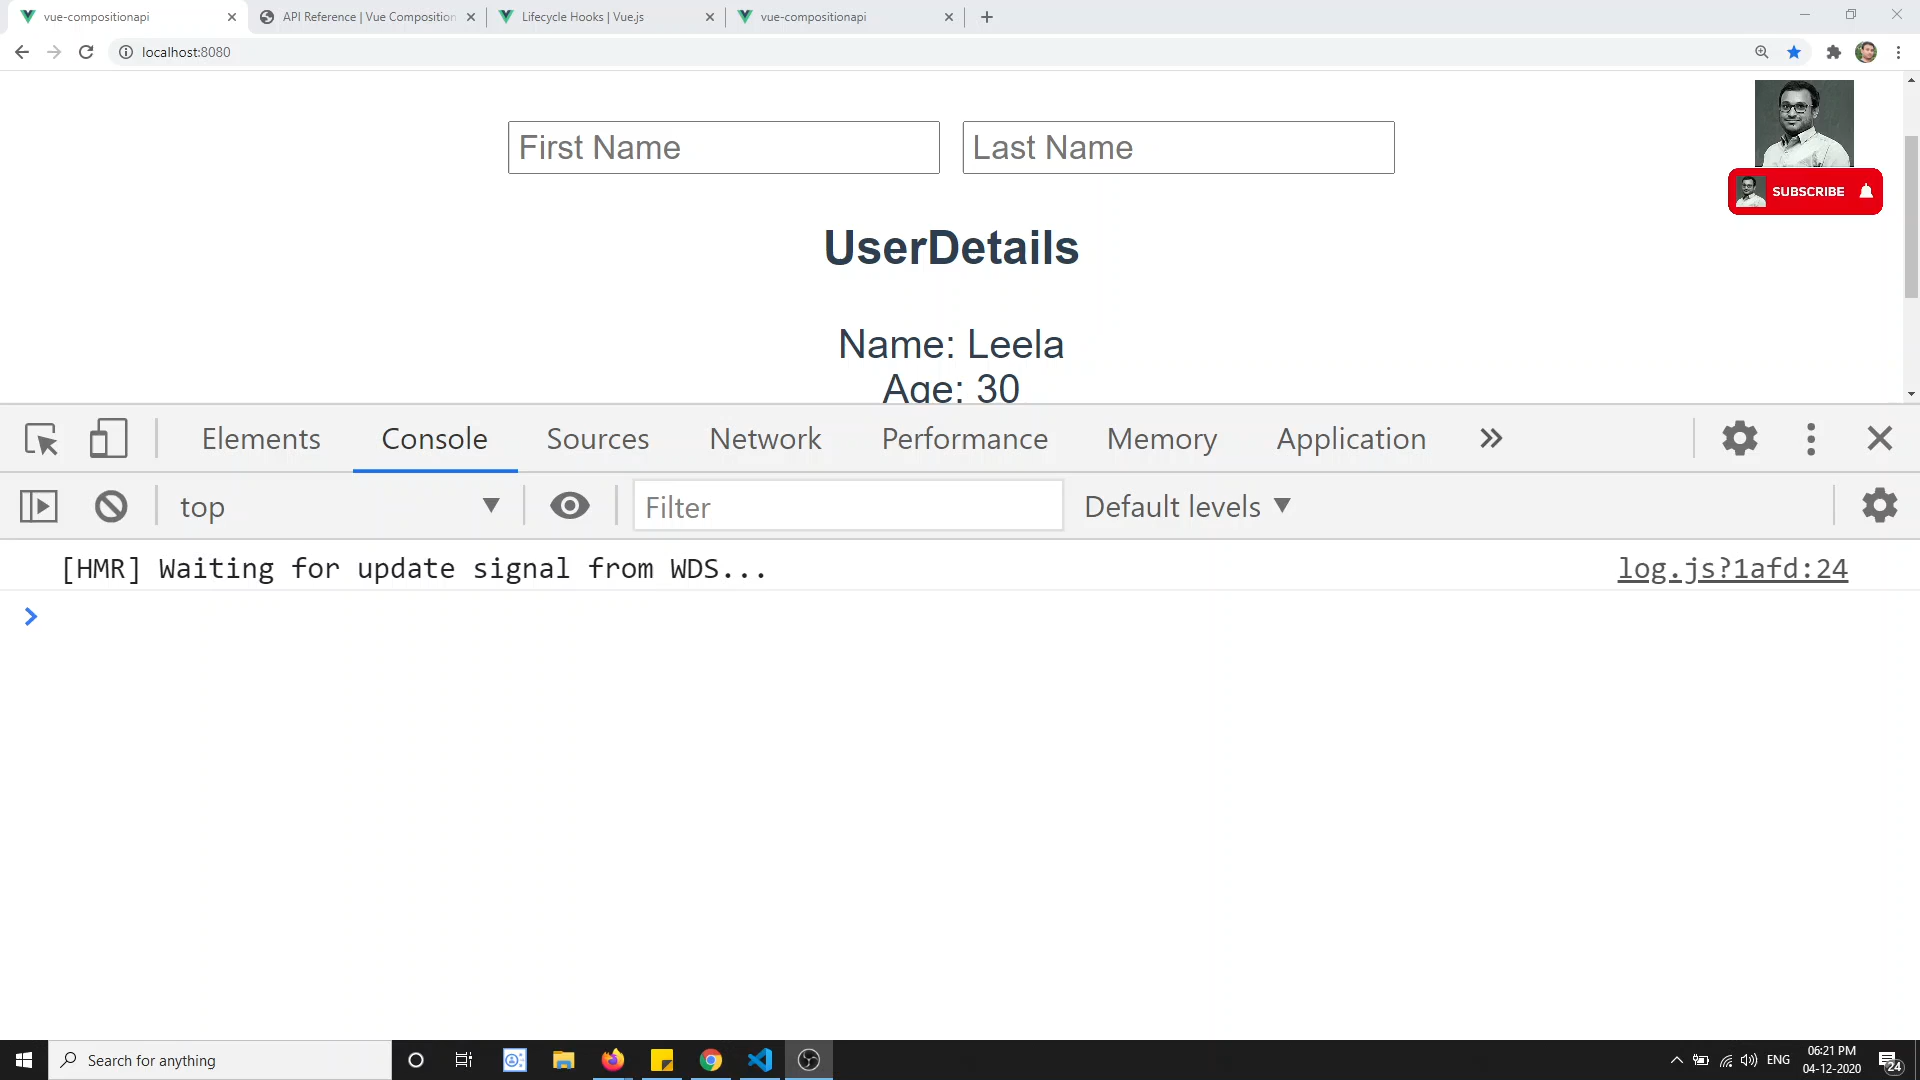 vue-compositionapi
API Reference | Vue Composition
Lifecycle Hooks | Vue.js
vue-compositionapi
localhost:8080
First Name
Last Name
SUBSCRIBE
UserDetails
Name: Leela
Age: 30
Elements
Console
Sources
Network
Performance
Memory
Application
top
Filter
Default levels
[HMR] Waiting for update signal from WDS...
log.js?1afd:24
Search for anything
ENG
06:21 PM
04-12-2020
24